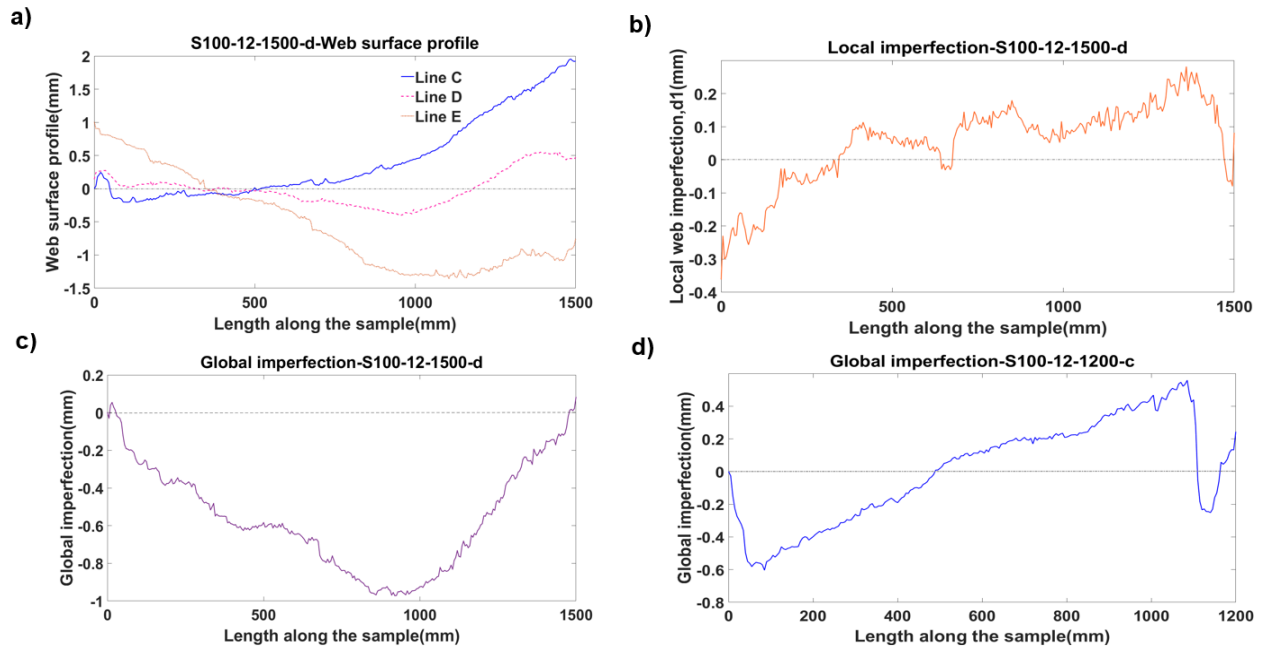 a)
S100-12-1500-d-Web surface profile
Web surface profile(mm)
2
1.5
1
0.5
0
-0.5
-1
-1.5
Line C
Line D
Line E
0 500 1000 1500
Length along the sample(mm)
b)
Local imperfection-S100-12-1500-d
Local web imperfection,d1(mm)
0.2
0.1
0
-0.1
-0.2
-0.3
-0.4
0 500 1000 1500
Length along the sample(mm)
c)
Global imperfection-S100-12-1500-d
Global imperfection(mm)
0.2
0
-0.2
-0.4
-0.6
-0.8
-1
0 500 1000 1500
Length along the sample(mm)
d)
Global imperfection-S100-12-1200-c
Global imperfection(mm)
0.4
0.2
0
-0.2
-0.4
-0.6
-0.8
0 200 400 600 800 1000 1200
Length along the sample(mm)